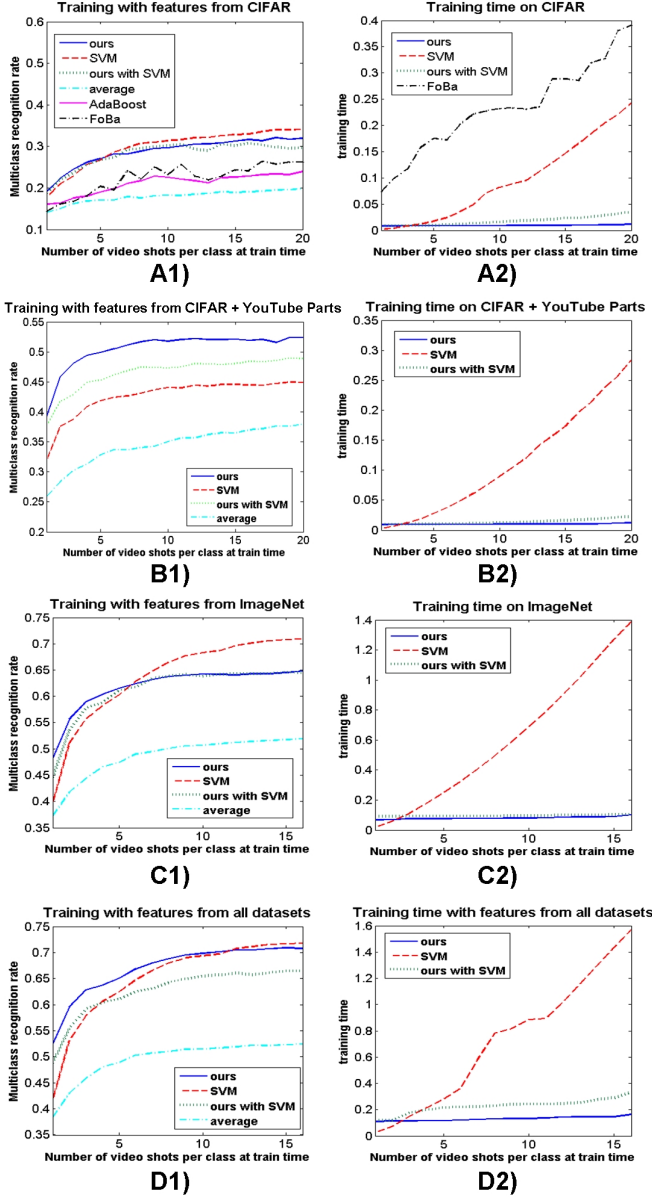 Training with features from CIFAR
Multiclass recognition rate
0.6
0.5
0.4
0.3
0.2
0.1
ours
SVM
ours with SVM
average
AdaBoost
FoBa
5
10
15
20
Number of video shots per class at train time
A1)
Training time on CIFAR
training time
0.4
0.35
0.3
0.25
0.2
0.15
0.1
0.05
0
ours
SVM
ours with SVM
FoBa
5
10
15
20
Number of video shots per class at train time
A2)
Training with features from CIFAR + YouTube Parts
Multiclass recognition rate
0.55
0.5
0.45
0.4
0.35
0.3
0.25
0.2
ours
SVM
ours with SVM
average
5
10
15
20
Number of video shots per class at train time
B1)
Training time on CIFAR + YouTube Parts
training time
0.35
0.3
0.25
0.2
0.15
0.1
0.05
0
ours
SVM
ours with SVM
5
10
15
20
Number of video shots per class at train time
B2)
Training with features from ImageNet
Multiclass recognition rate
0.75
0.7
0.65
0.6
0.55
0.5
0.45
0.4
0.35
ours
SVM
ours with SVM
average
5
10
15
Number of video shots per class at train time
C1)
Training time on ImageNet
training time
1.4
1.2
1
0.8
0.6
0.4
0.2
0
ours
SVM
ours with SVM
5
10
15
Number of video shots per class at train time
C2)
Training with features from all datasets
Multiclass recognition rate
0.75
0.7
0.65
0.6
0.55
0.5
0.45
0.4
0.35
ours
SVM
ours with SVM
average
5
10
15
Number of video shots per class at train time
D1)
Training time with features from all datasets
training time
1.6
1.4
1.2
1
0.8
0.6
0.4
0.2
0
ours
SVM
ours with SVM
5
10
15
Number of video shots per class at train time
D2)